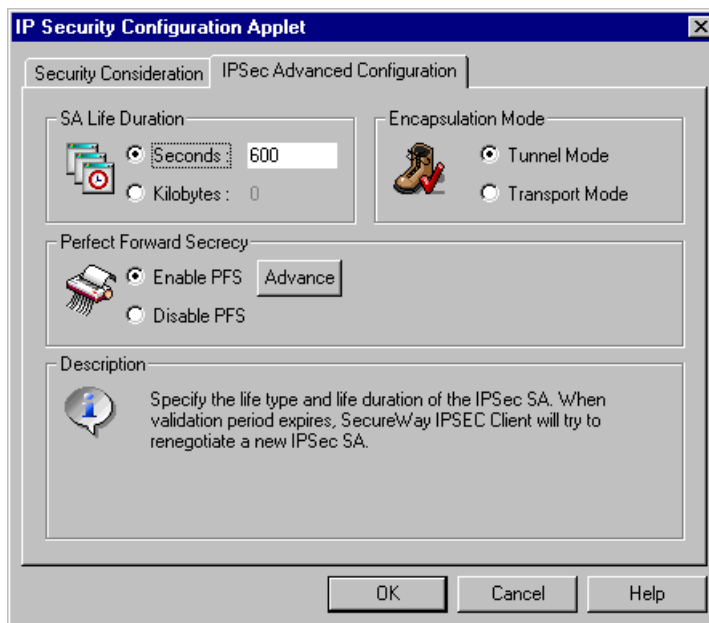 IP Security Configuration Applet
Security Consideration
IPSec Advanced Configuration
SA Life Duration
Seconds : 600
Kilobytes : 0
Encapsulation Mode
Tunnel Mode
Transport Mode
Perfect Forward Secrecy
Enable PFS Advance
Disable PFS
Description
Specify the life type and life duration of the IPSec SA. When
validation period expires, SecureWay IPSEC Client will try to
renegotiate a new IPSec SA.
OK Cancel Help